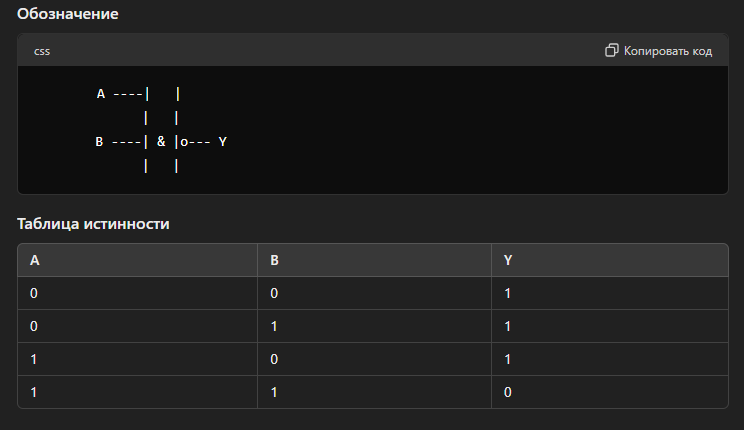 Обозначение
css Копировать код
A ----|   |
      |   |
B ----| & |o--- Y
      |   |
Таблица истинности
A B Y
0 0 1
0 1 1
1 0 1
1 1 0